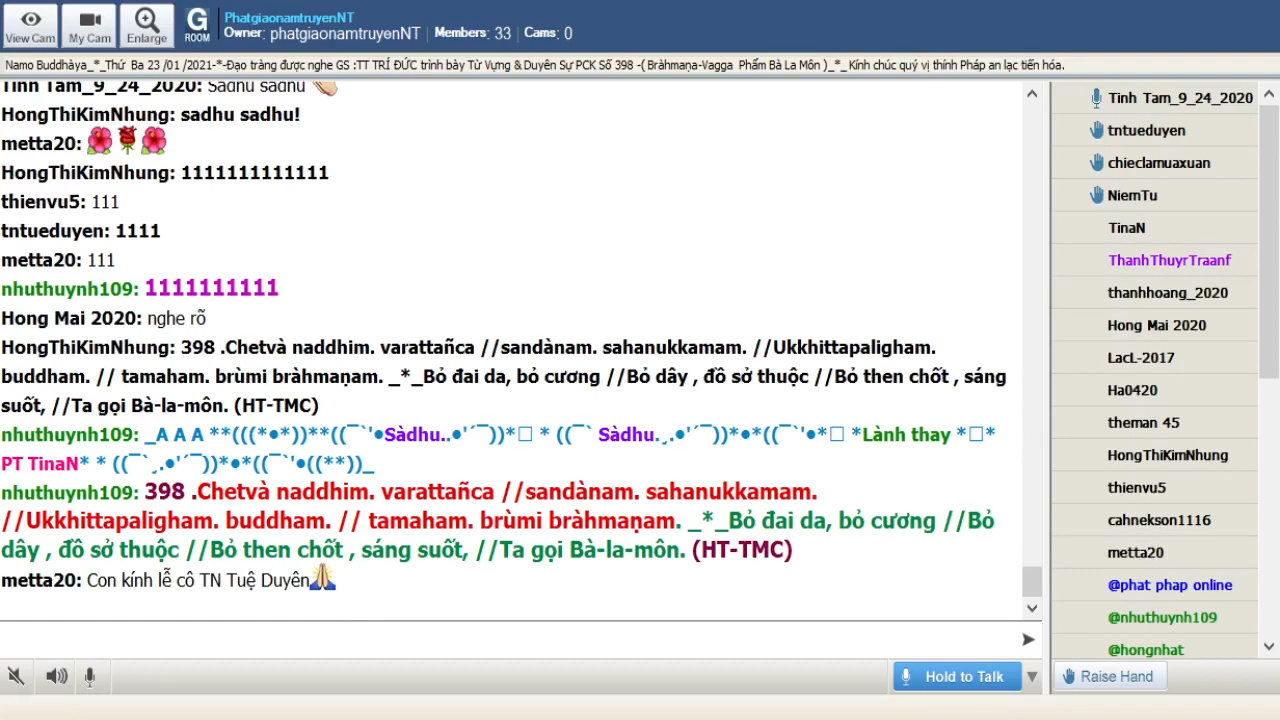 View Cam
My Cam
Enlarge
G
ROOM
PhatgiaonamtruyenNT
Owner: phatgiaonamtruyenNT | Members: 33 | Cams: 0
Namo Buddhàya_*_Thứ Ba 23 /01 /2021-*-Đạo tràng được nghe GS :TT TRÍ ĐỨC trình bày Từ Vựng & Duyên Sự PCK Số 398 -( Bràhmaṇa-Vagga Phẩm Bà La Môn )_*_ Kính chúc quý vị thính Pháp an lạc tiến hóa.
Tinh Tam_9_24_2020: Sadhu sadhu
HongThiKimNhung: sadhu sadhu!
metta20:
HongThiKimNhung: 1111111111111
thienvu5: 111
tntueduyen: 1111
metta20: 111
nhuthuynh109: 1111111111
Hong Mai 2020: nghe rõ
HongThiKimNhung: 398 .Chetvà naddhim. varattañca //sandànam. sahanukkamam. //Ukkhittapaligham.
buddham. // tamaham. brùmi bràhmaṇam. _*_Bỏ đai da, bỏ cương //Bỏ dây , đồ sở thuộc //Bỏ then chốt , sáng
suốt, //Ta gọi Bà-la-môn. (HT-TMC)
nhuthuynh109: _A A A **(((*•*))**((¯`'•Sàdhu..•'´¯))*□ * ((¯` Sàdhu.¸.•'´¯))*•*((¯`'•*□ *Lành thay *□*
PT TinaN* * ((¯`¸.•'´¯))*•*((¯`'•((**))_
nhuthuynh109: 398 .Chetvà naddhim. varattañca //sandànam. sahanukkamam.
//Ukkhittapaligham. buddham. // tamaham. brùmi bràhmaṇam. _*_Bỏ đai da, bỏ cương //Bỏ
dây , đồ sở thuộc //Bỏ then chốt , sáng suốt, //Ta gọi Bà-la-môn. (HT-TMC)
metta20: Con kính lễ cô TN Tuệ Duyên
Hold to Talk
Tinh Tam_9_24_2020
tntueduyen
chieclamuaxuan
NiemTu
TinaN
ThanhThuyrTraanf
thanhhoang_2020
Hong Mai 2020
LacL-2017
Ha0420
theman 45
HongThiKimNhung
thienvu5
cahnekson1116
metta20
@phat phap online
@nhuthuynh109
@hongnhat
Raise Hand